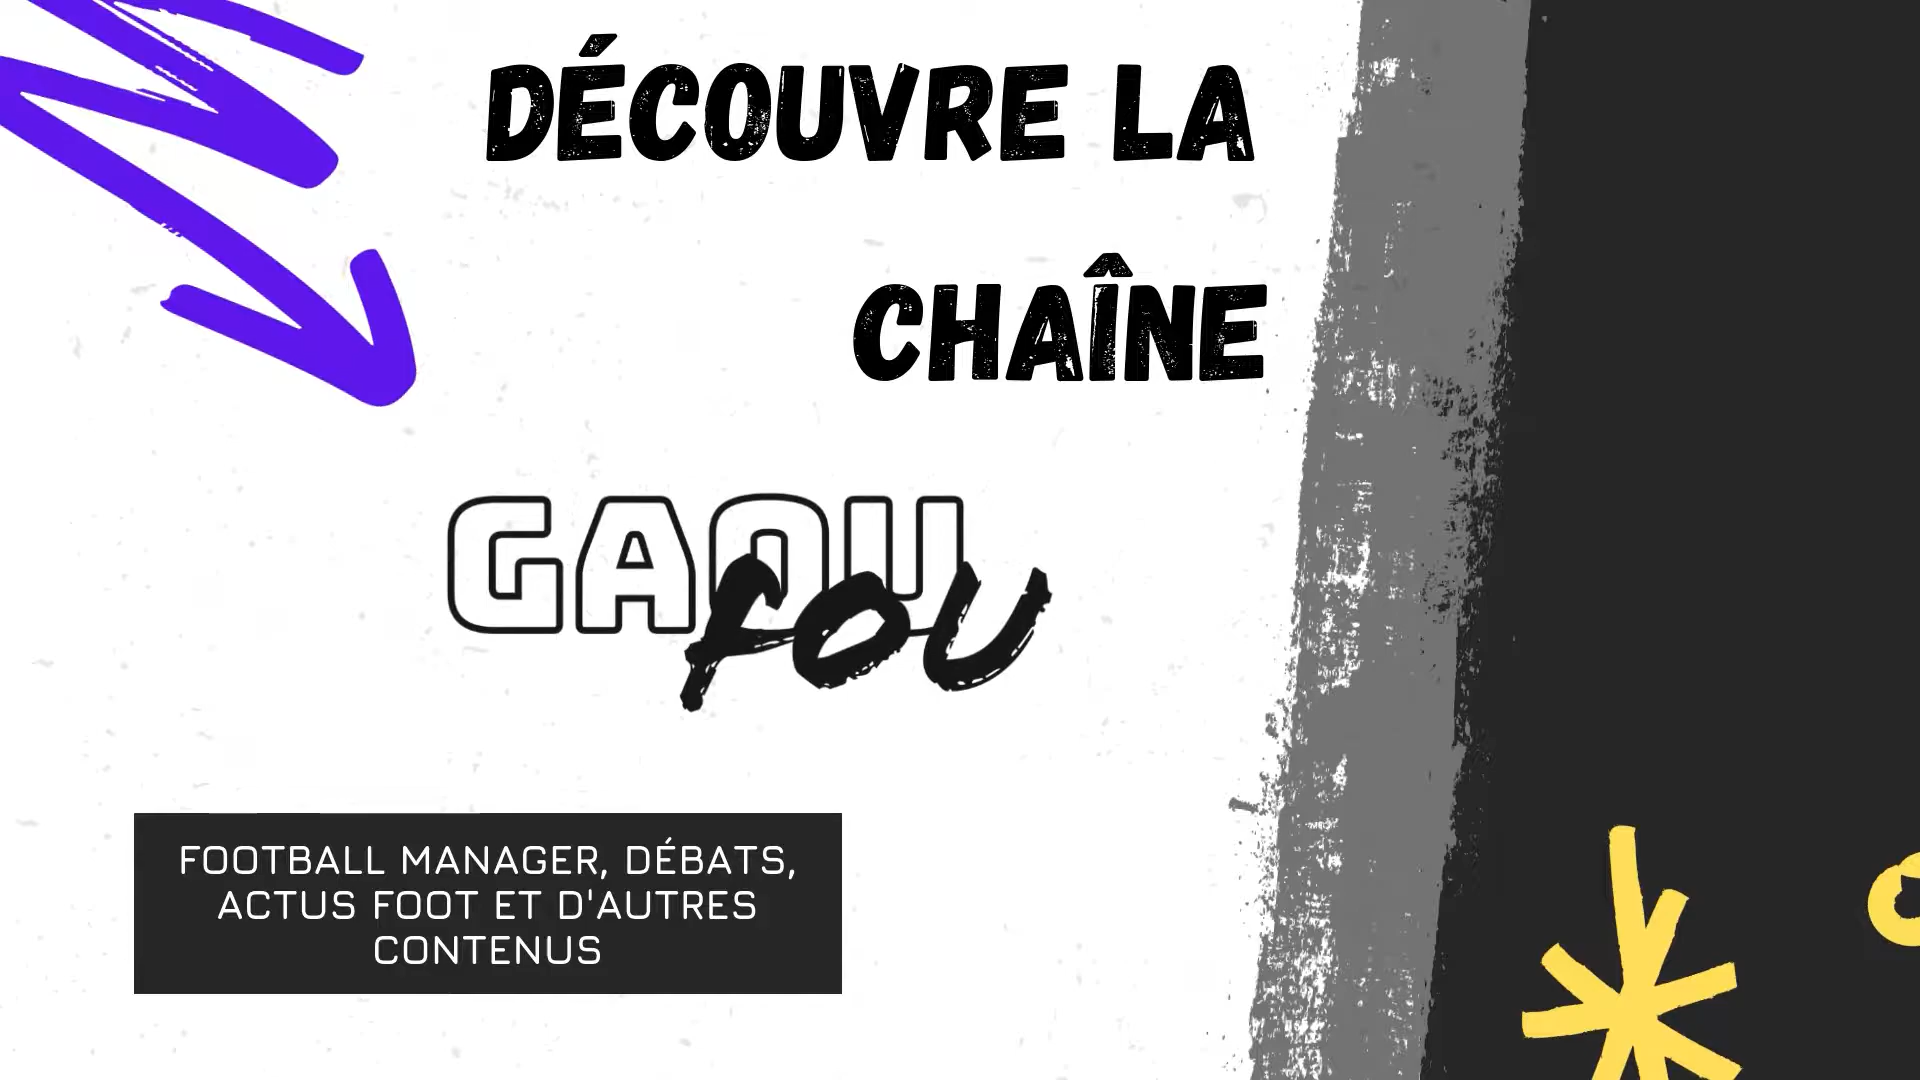 DÉCOUVRE LA
CHAÎNE
GAOU
FOU
FOOTBALL MANAGER, DÉBATS,
ACTUS FOOT ET D'AUTRES
CONTENUS